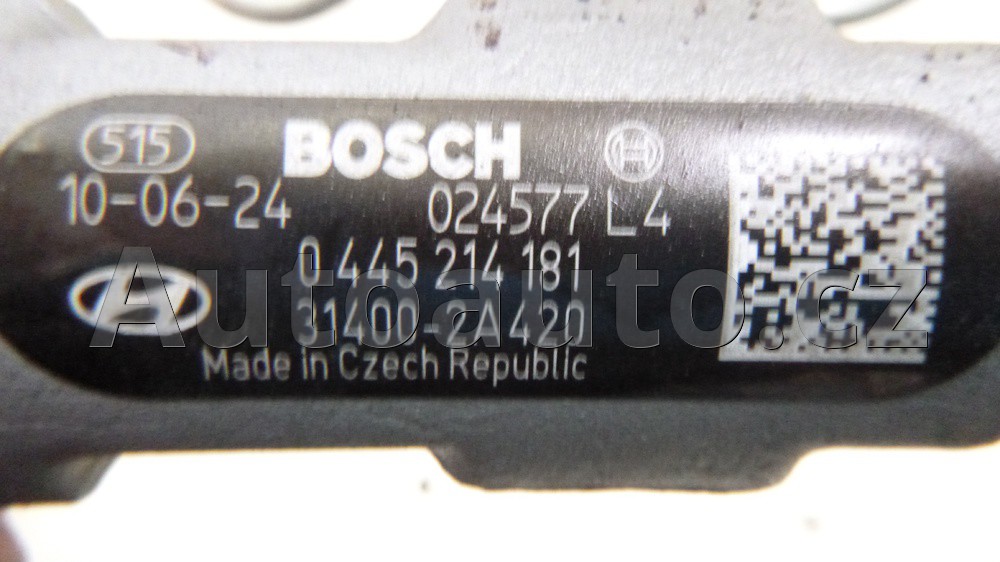 515 BOSCH
10-06-24 024577 L4
0 445 214 181
Autoauto.cz
31400-2A420
Made in Czech Republic